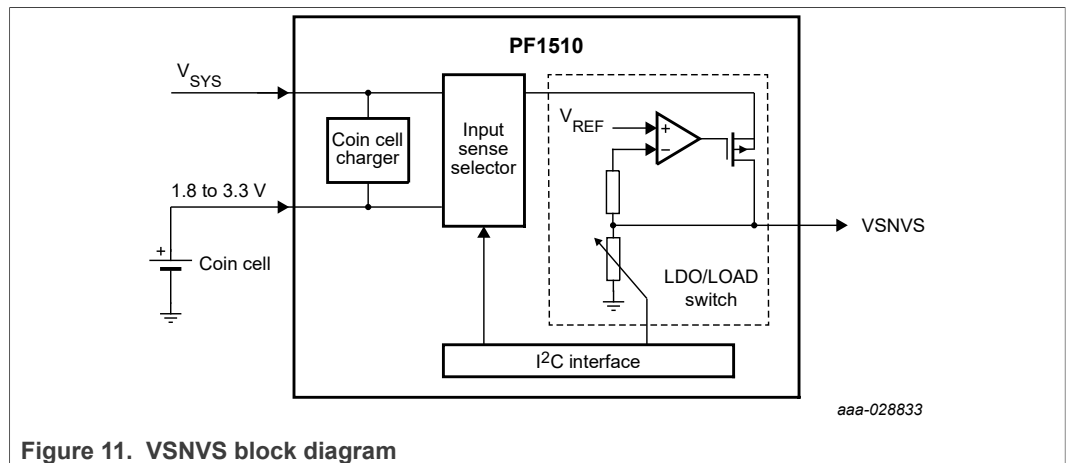 PF1510
VSYS
Coin cell
charger
Input
sense
selector
VREF
+
−
1.8 to 3.3 V
VSNVS
+
Coin cell
LDO/LOAD
switch
I2C interface
aaa-028833
Figure 11. VSNVS block diagram